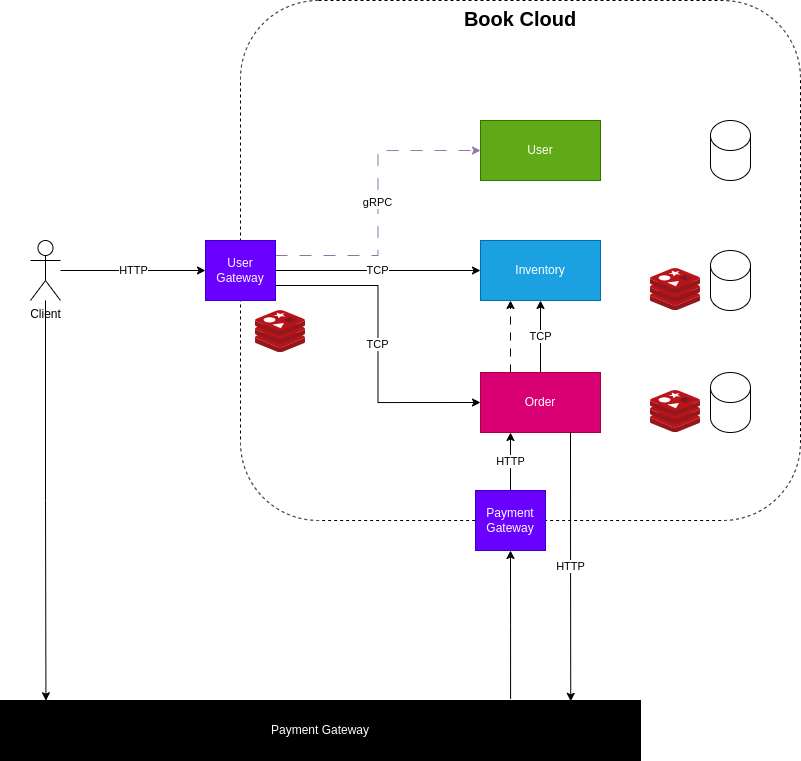 Book Cloud
User
gRPC
User
Gateway
HTTP
TCP
Inventory
Client
TCP
TCP
Order
HTTP
Payment
Gateway
HTTP
Payment Gateway